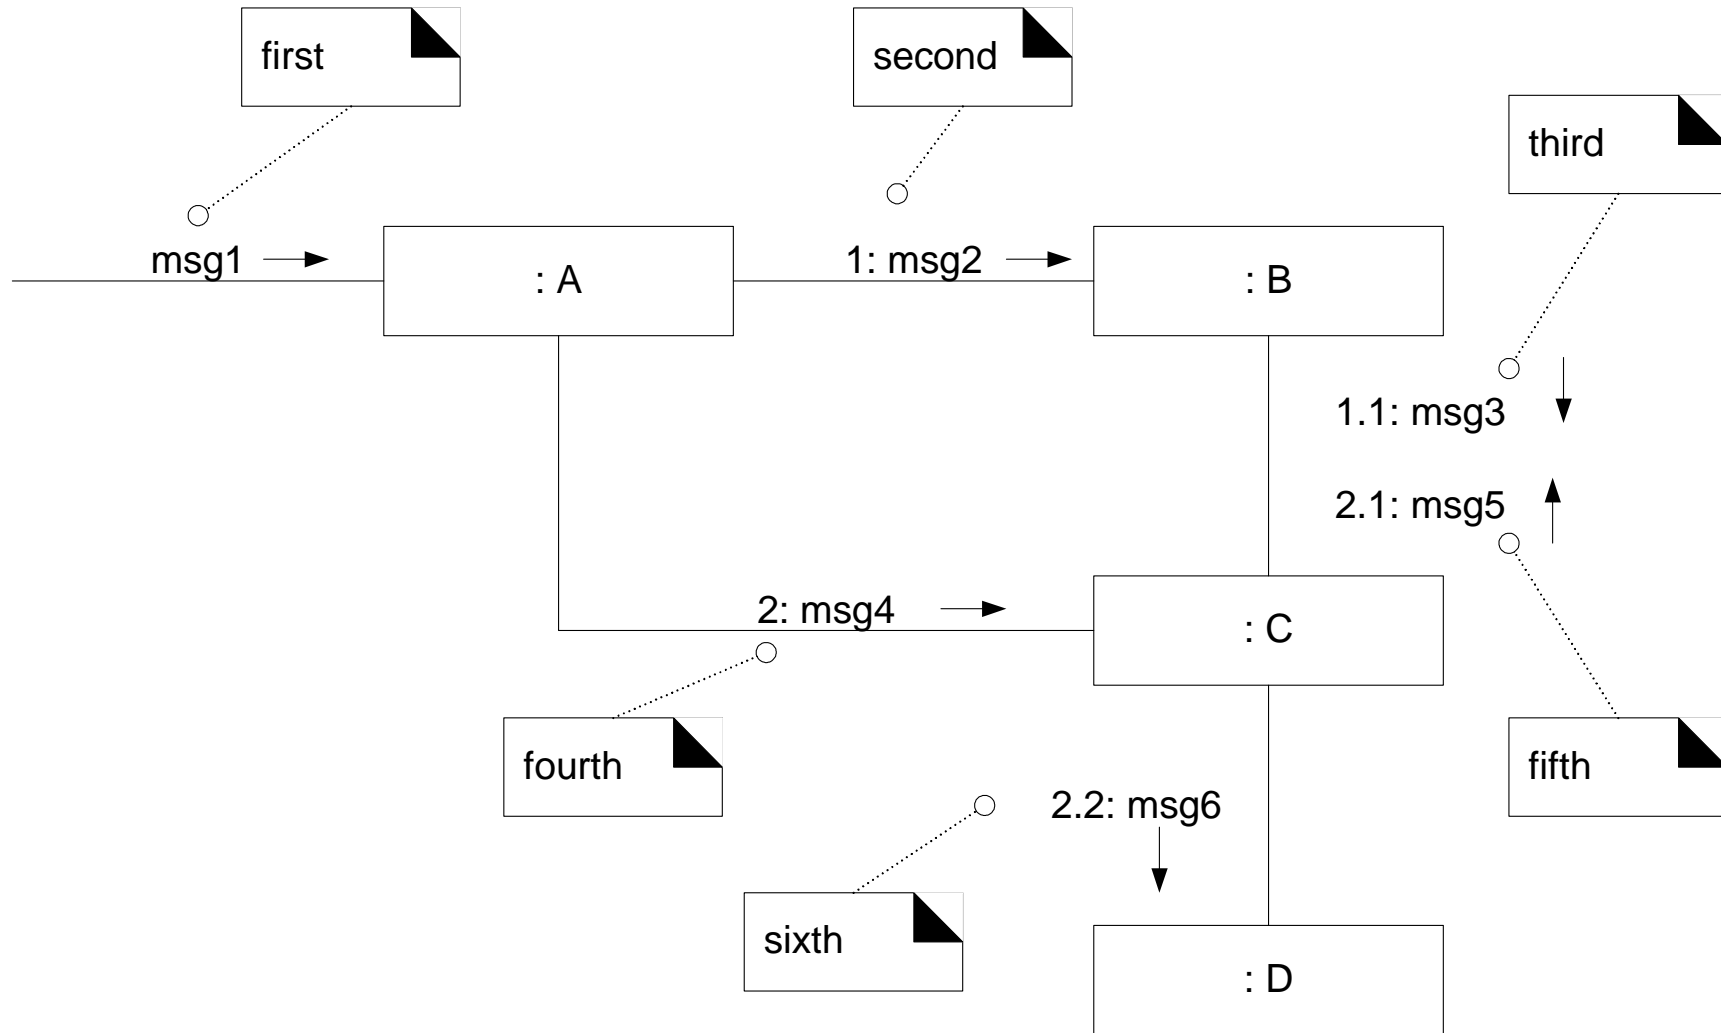 first
second
third
msg1
: A
1: msg2
: B
1.1: msg3
2.1: msg5
2: msg4
: C
fourth
fifth
2.2: msg6
sixth
: D